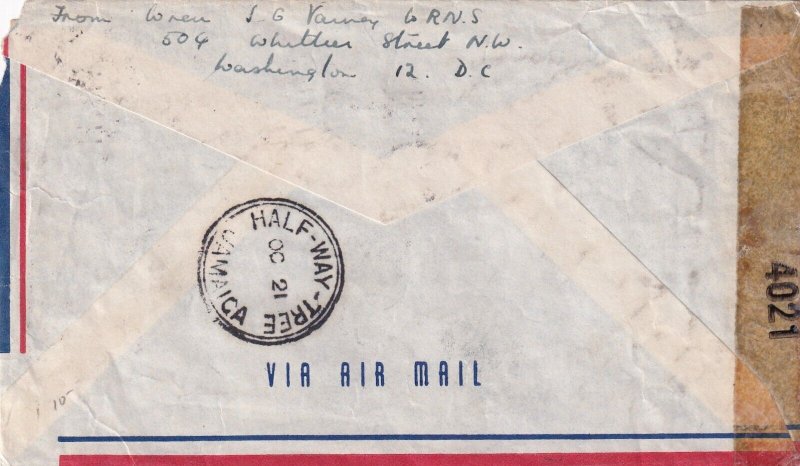 From Wren S G Varney WRNS
504 Whittier Street N.W.
Washington 12. D.C
HALF-WAY-TREE
OC 21
JAMAICA
VIA AIR MAIL
4021
10